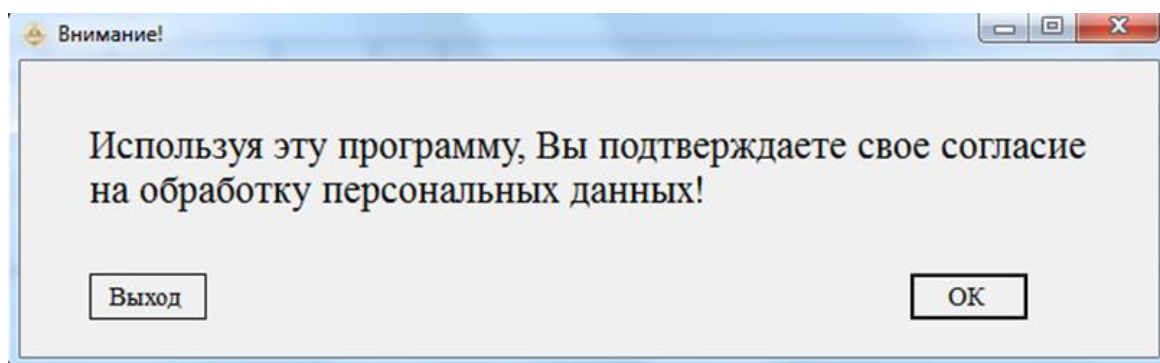 Внимание!
Используя эту программу, Вы подтверждаете свое согласие
на обработку персональных данных!
Выход
OK